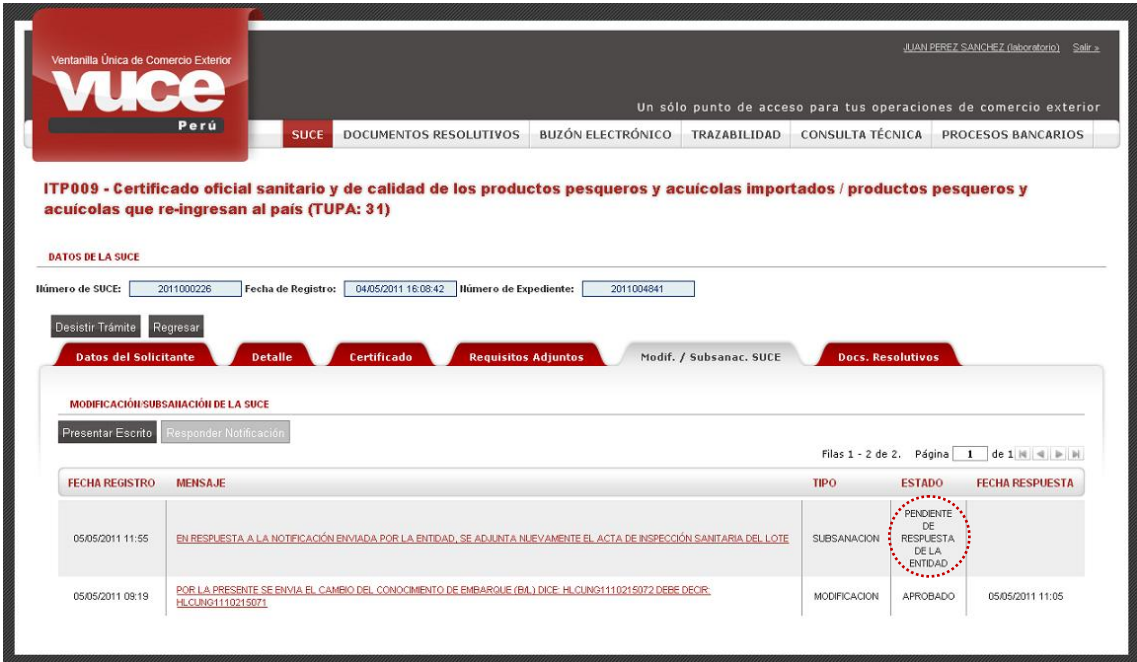 JUAN PEREZ SANCHEZ (laboratorio) Salir »
Ventanilla Única de Comercio Exterior
vuce
Perú
Un sólo punto de acceso para tus operaciones de comercio exterior
SUCE DOCUMENTOS RESOLUTIVOS BUZÓN ELECTRÓNICO TRAZABILIDAD CONSULTA TÉCNICA PROCESOS BANCARIOS
ITP009 - Certificado oficial sanitario y de calidad de los productos pesqueros y acuícolas importados / productos pesqueros y
acuícolas que re-ingresan al país (TUPA: 31)
DATOS DE LA SUCE
Número de SUCE: 2011000226 Fecha de Registro: 04/05/2011 16:08:42 Número de Expediente: 2011004841
Desistir Trámite Regresar
Datos del Solicitante Detalle Certificado Requisitos Adjuntos Modif. / Subsanac. SUCE Docs. Resolutivos
MODIFICACIÓN/SUBSANACIÓN DE LA SUCE
Presentar Escrito Responder Notificación
Filas 1 - 2 de 2. Página 1 de 1
FECHA REGISTRO MENSAJE TIPO ESTADO FECHA RESPUESTA
05/05/2011 11:55 EN RESPUESTA A LA NOTIFICACIÓN ENVIADA POR LA ENTIDAD, SE ADJUNTA NUEVAMENTE EL ACTA DE INSPECCIÓN SANITARIA DEL LOTE SUBSANACION PENDIENTE
DE
RESPUESTA
DE LA
ENTIDAD
05/05/2011 09:19 POR LA PRESENTE SE ENVIA EL CAMBIO DEL CONOCIMIENTO DE EMBARQUE (B/L) DICE: HLCUNG1110215072 DEBE DECIR: MODIFICACION APROBADO 05/05/2011 11:05
HLCUNG1110215071